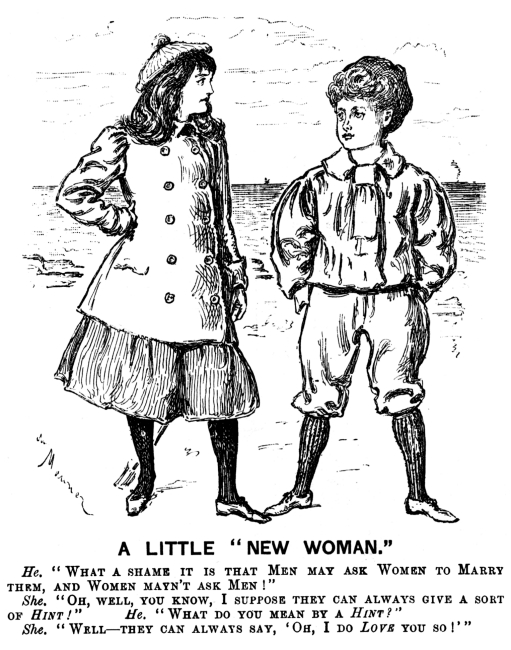 du Maurier
A LITTLE “NEW WOMAN.”
He. “WHAT A SHAME IT IS THAT MEN MAY ASK WOMEN TO MARRY
THEM, AND WOMEN MAYN'T ASK MEN!”
She. “OH, WELL, YOU KNOW, I SUPPOSE THEY CAN ALWAYS GIVE A SORT
OF HINT!” He. “WHAT DO YOU MEAN BY A HINT?”
She. “WELL—THEY CAN ALWAYS SAY, ‘OH, I DO LOVE YOU SO!’”